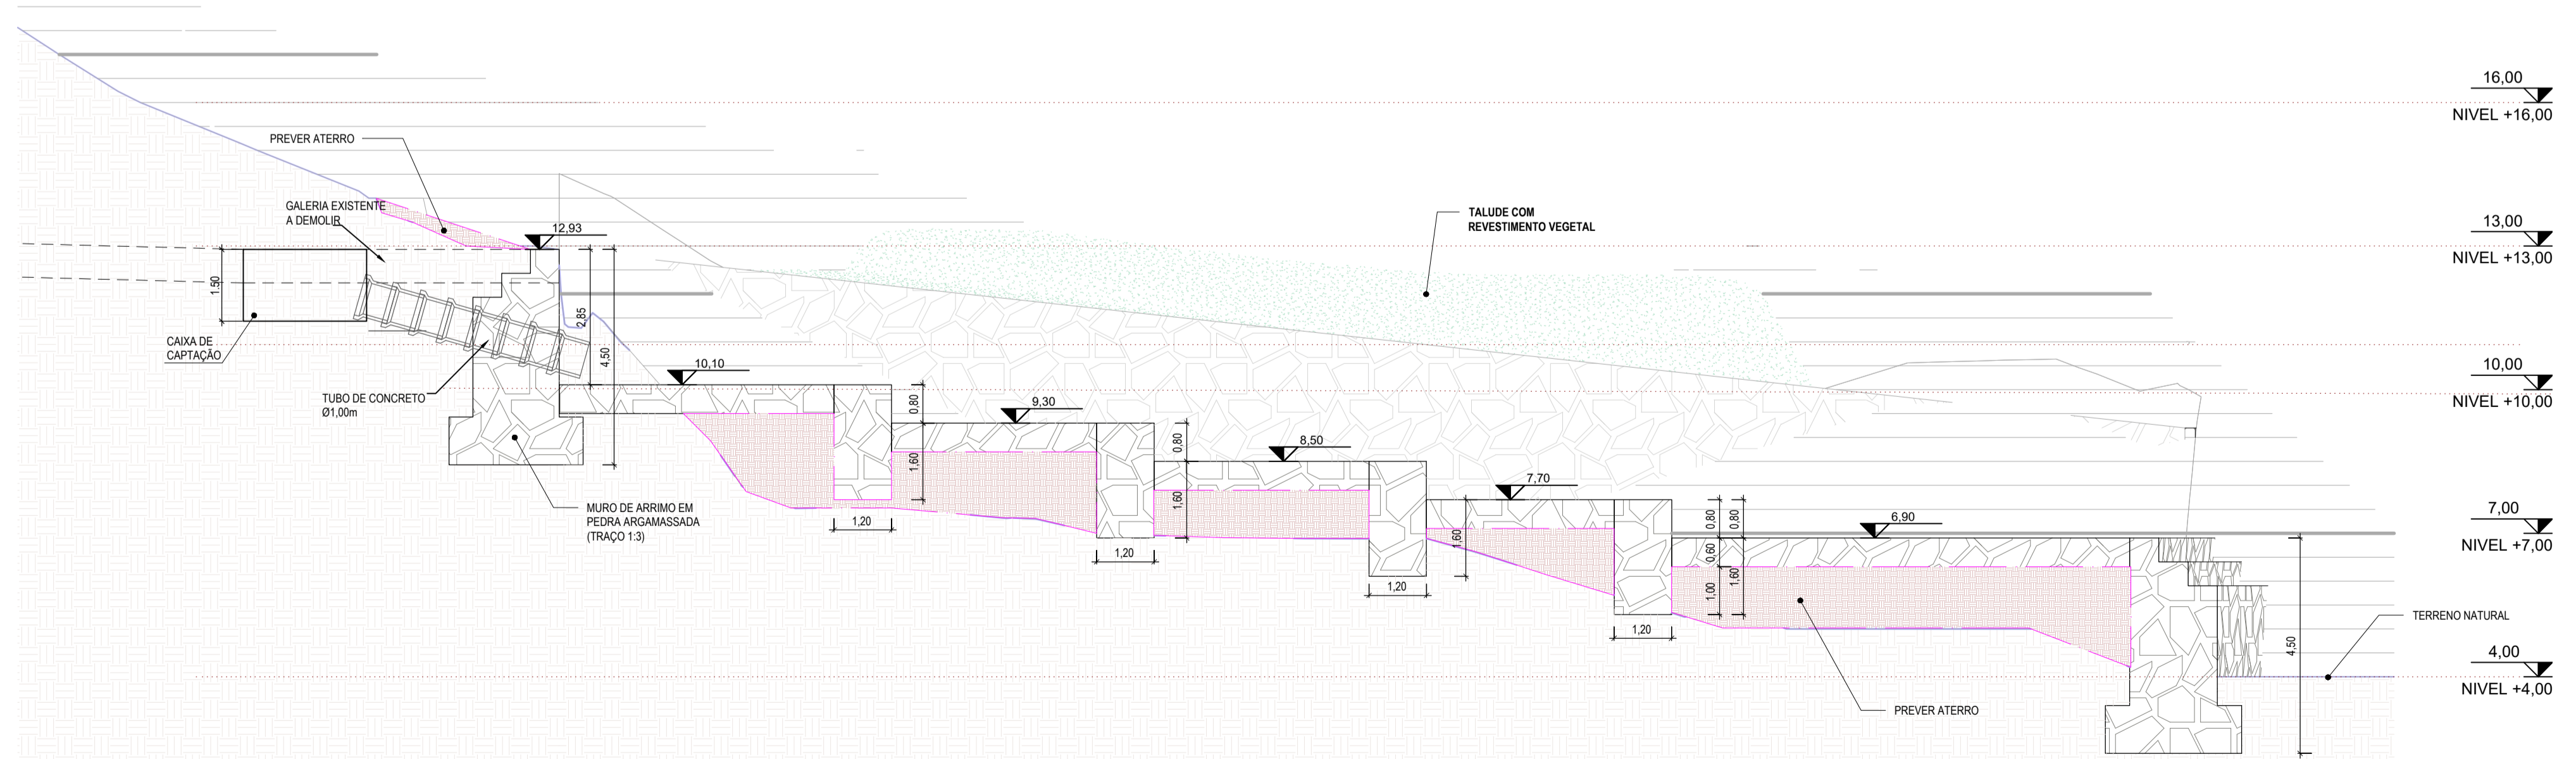 16,00
NIVEL +16,00
PREVER ATERRO
GALERIA EXISTENTE
A DEMOLIR
12,93
TALUDE COM
REVESTIMENTO VEGETAL
13,00
NIVEL +13,00
1.50
2,85
4,50
CAIXA DE
CAPTAÇÃO
TUBO DE CONCRETO
Ø1,00m
10,10
10,00
NIVEL +10,00
0,80
1,60
9,30
0,80
1,60
8,50
7,70
1,60
MURO DE ARRIMO EM
PEDRA ARGAMASSADA
(TRAÇO 1:3)
1,20
1,20
1,20
1,20
0,80
0,80
0,60
1,00
1,60
6,90
7,00
NIVEL +7,00
TERRENO NATURAL
4,50
4,00
NIVEL +4,00
PREVER ATERRO